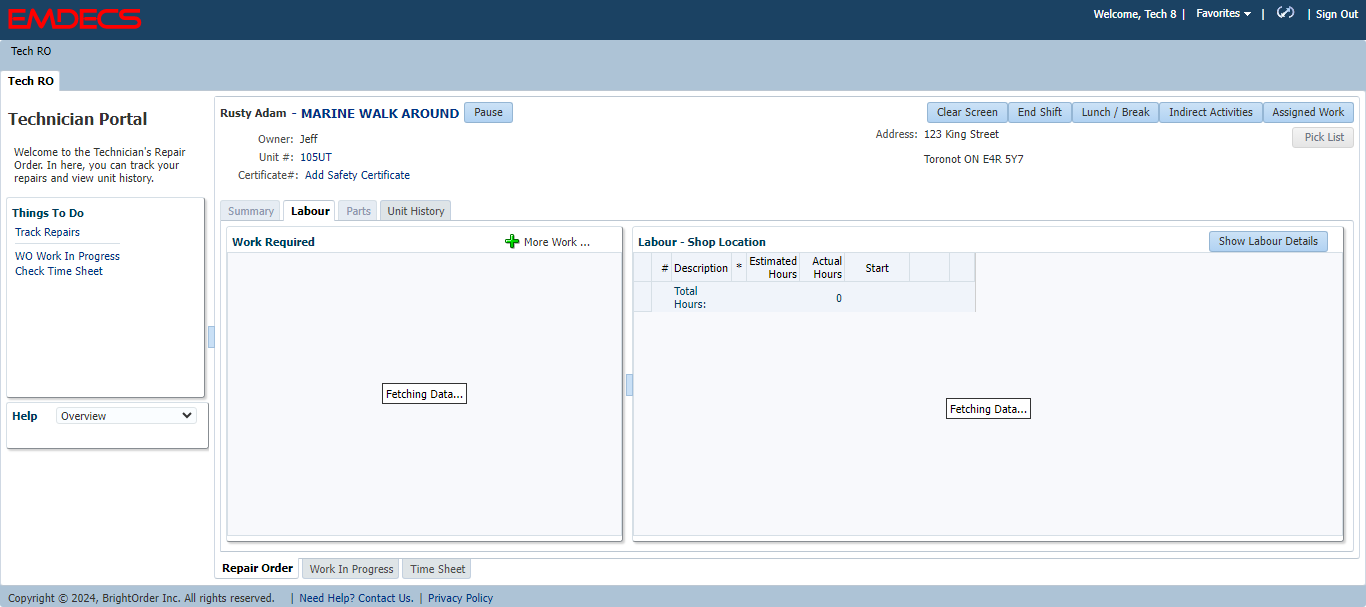 EMDECS
Welcome, Tech 8 | Favorites | | Sign Out
Tech RO
Tech RO
Technician Portal
Welcome to the Technician's Repair
Order. In here, you can track your
repairs and view unit history.
Things To Do
Track Repairs
WO Work In Progress
Check Time Sheet
Help Overview
Rusty Adam - MARINE WALK AROUND Pause
Clear Screen End Shift Lunch / Break Indirect Activities Assigned Work
Pick List
Owner: Jeff
Unit #: 105UT
Certificate#: Add Safety Certificate
Address: 123 King Street
Toronot ON E4R 5Y7
Summary Labour Parts Unit History
Work Required More Work ...
Fetching Data...
Labour - Shop Location Show Labour Details
# Description * Estimated Hours Actual Hours Start
Total Hours: 0
Fetching Data...
Repair Order Work In Progress Time Sheet
Copyright © 2024, BrightOrder Inc. All rights reserved. | Need Help? Contact Us. | Privacy Policy